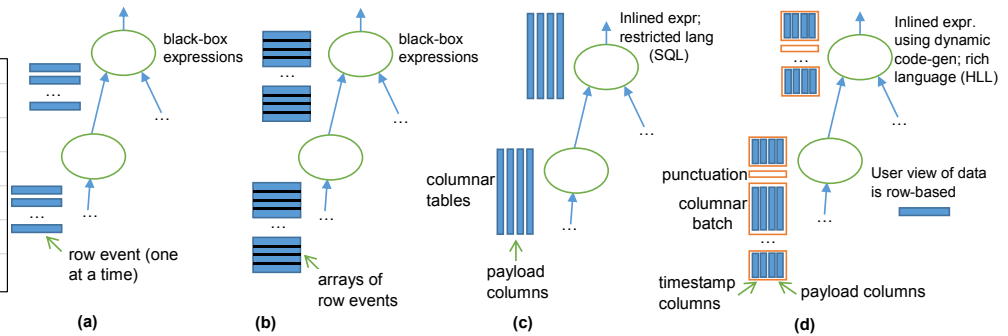 black-box
expressions
...
...
...
...
row event (one
at a time)
(a)
black-box
expressions
...
...
...
...
arrays of
row events
(b)
Inlined expr;
restricted lang
(SQL)
...
columnar
tables
...
payload
columns
(c)
Inlined expr.
using dynamic
code-gen; rich
language (HLL)
...
...
punctuation
columnar
batch
...
...
User view of data
is row-based
timestamp
columns
payload columns
(d)